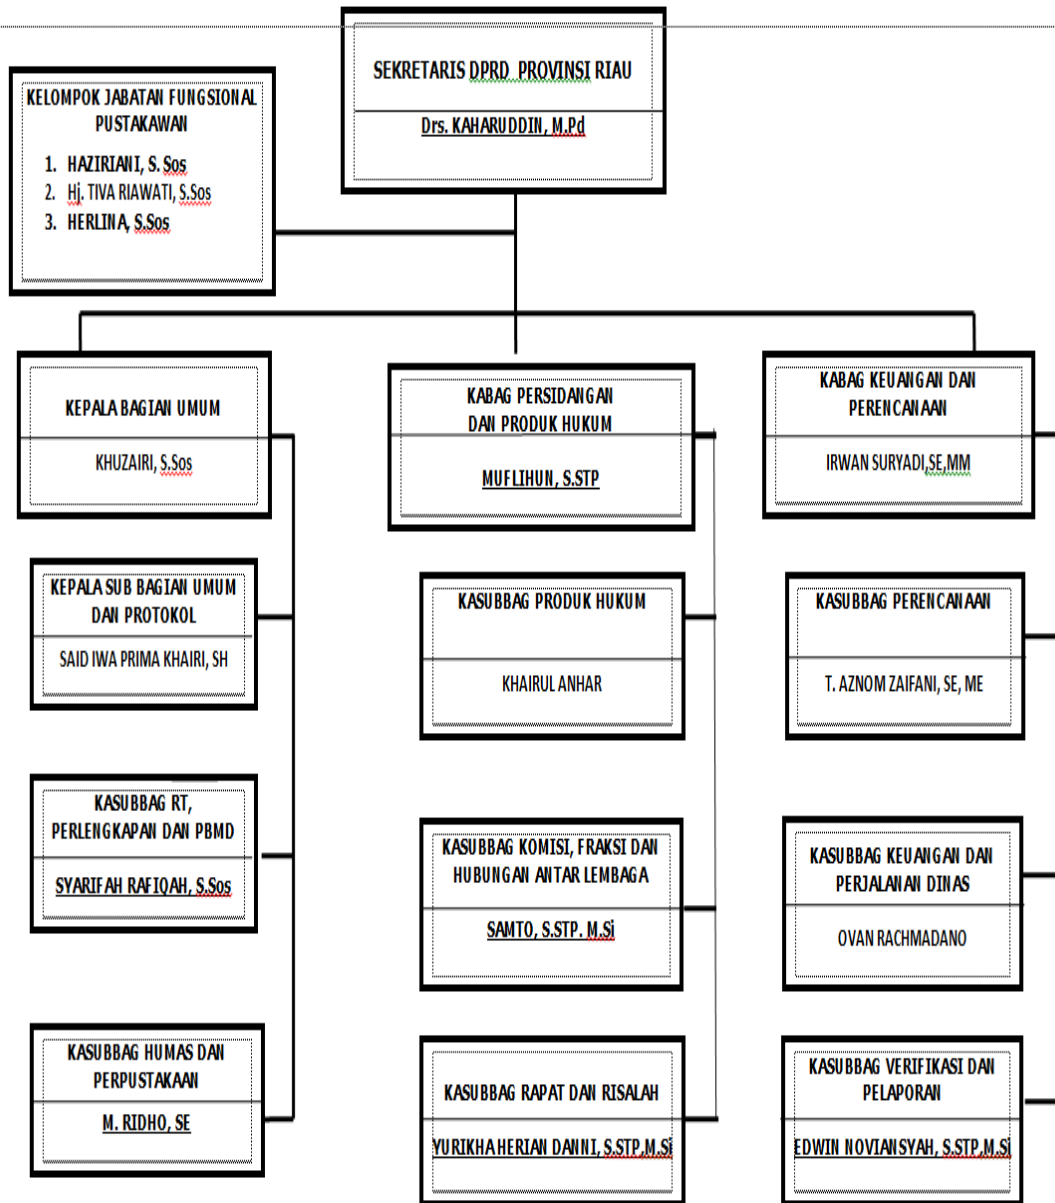 SEKRETARIS DPRD PROVINSI RIAU
Drs. KAHARUDDIN, M.Pd
KELOMPOK JABATAN FUNGSIONAL
PUSTAKAWAN
1. HAZIRIANI, S. Sos
2. Hj. TIVA RIAWATI, S.Sos
3. HERLINA, S.Sos
KEPALA BAGIAN UMUM
KHUZAIRI, S.Sos
KEPALA SUB BAGIAN UMUM
DAN PROTOKOL
SAID IWA PRIMA KHAIRI, SH
KASUBBAG RT,
PERLENGKAPAN DAN PBMD
SYARIFAH RAFIQAH, S.Sos
KASUBBAG HUMAS DAN
PERPUSTAKAAN
M. RIDHO, SE
KABAG PERSIDANGAN
DAN PRODUK HUKUM
MUFLIHUN, S.STP
KASUBBAG PRODUK HUKUM
KHAIRUL ANHAR
KASUBBAG KOMISI, FRAKSI DAN
HUBUNGAN ANTAR LEMBAGA
SAMTO, S.STP. M.Si
KASUBBAG RAPAT DAN RISALAH
YURIKHA HERIAN DANNI, S.STP,M.Si
KABAG KEUANGAN DAN
PERENCANAAN
IRWAN SURYADI,SE,MM
KASUBBAG PERENCANAAN
T. AZNOM ZAIFANI, SE, ME
KASUBBAG KEUANGAN DAN
PERJALANAN DINAS
OVAN RACHMADANO
KASUBBAG VERIFIKASI DAN
PELAPORAN
EDWIN NOVIANSYAH, S.STP,M.Si